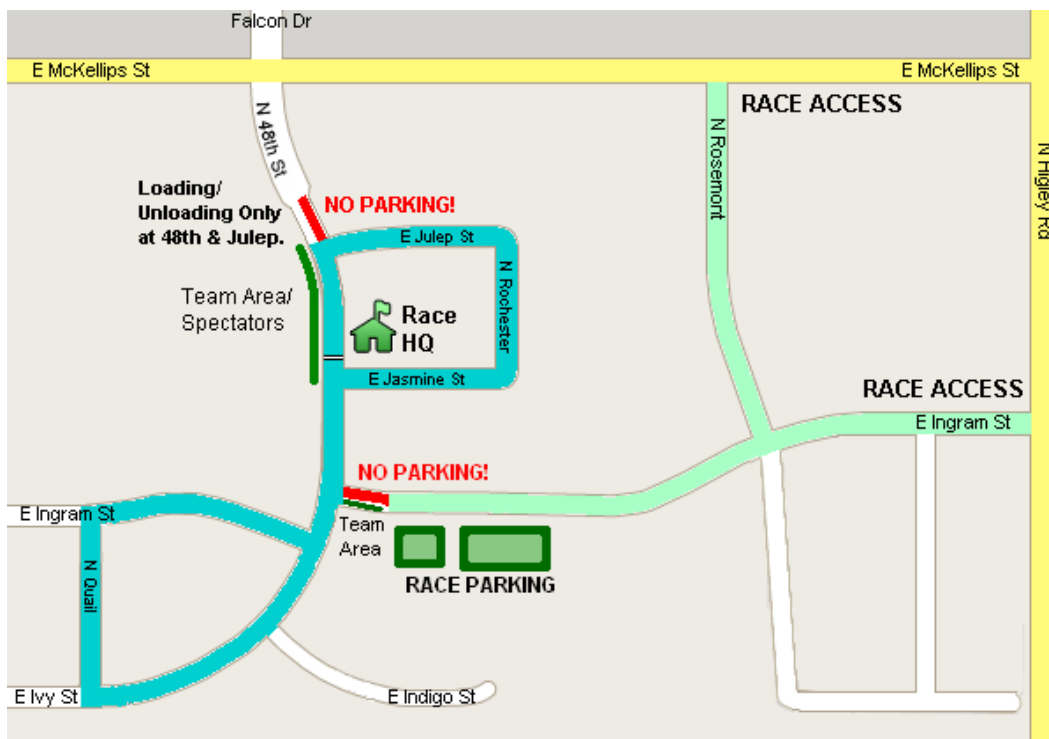 Falcon Dr
E McKellips St
E McKellips St
N 48th St
N Rosemont
RACE ACCESS
N Higley Rd
Loading/
Unloading Only
at 48th & Julep.
NO PARKING!
E Julep St
N Rochester
Team Area/
Spectators
Race
HQ
E Jasmine St
RACE ACCESS
E Ingram St
NO PARKING!
E Ingram St
Team
Area
N Quail
RACE PARKING
E Ivy St
E Indigo St